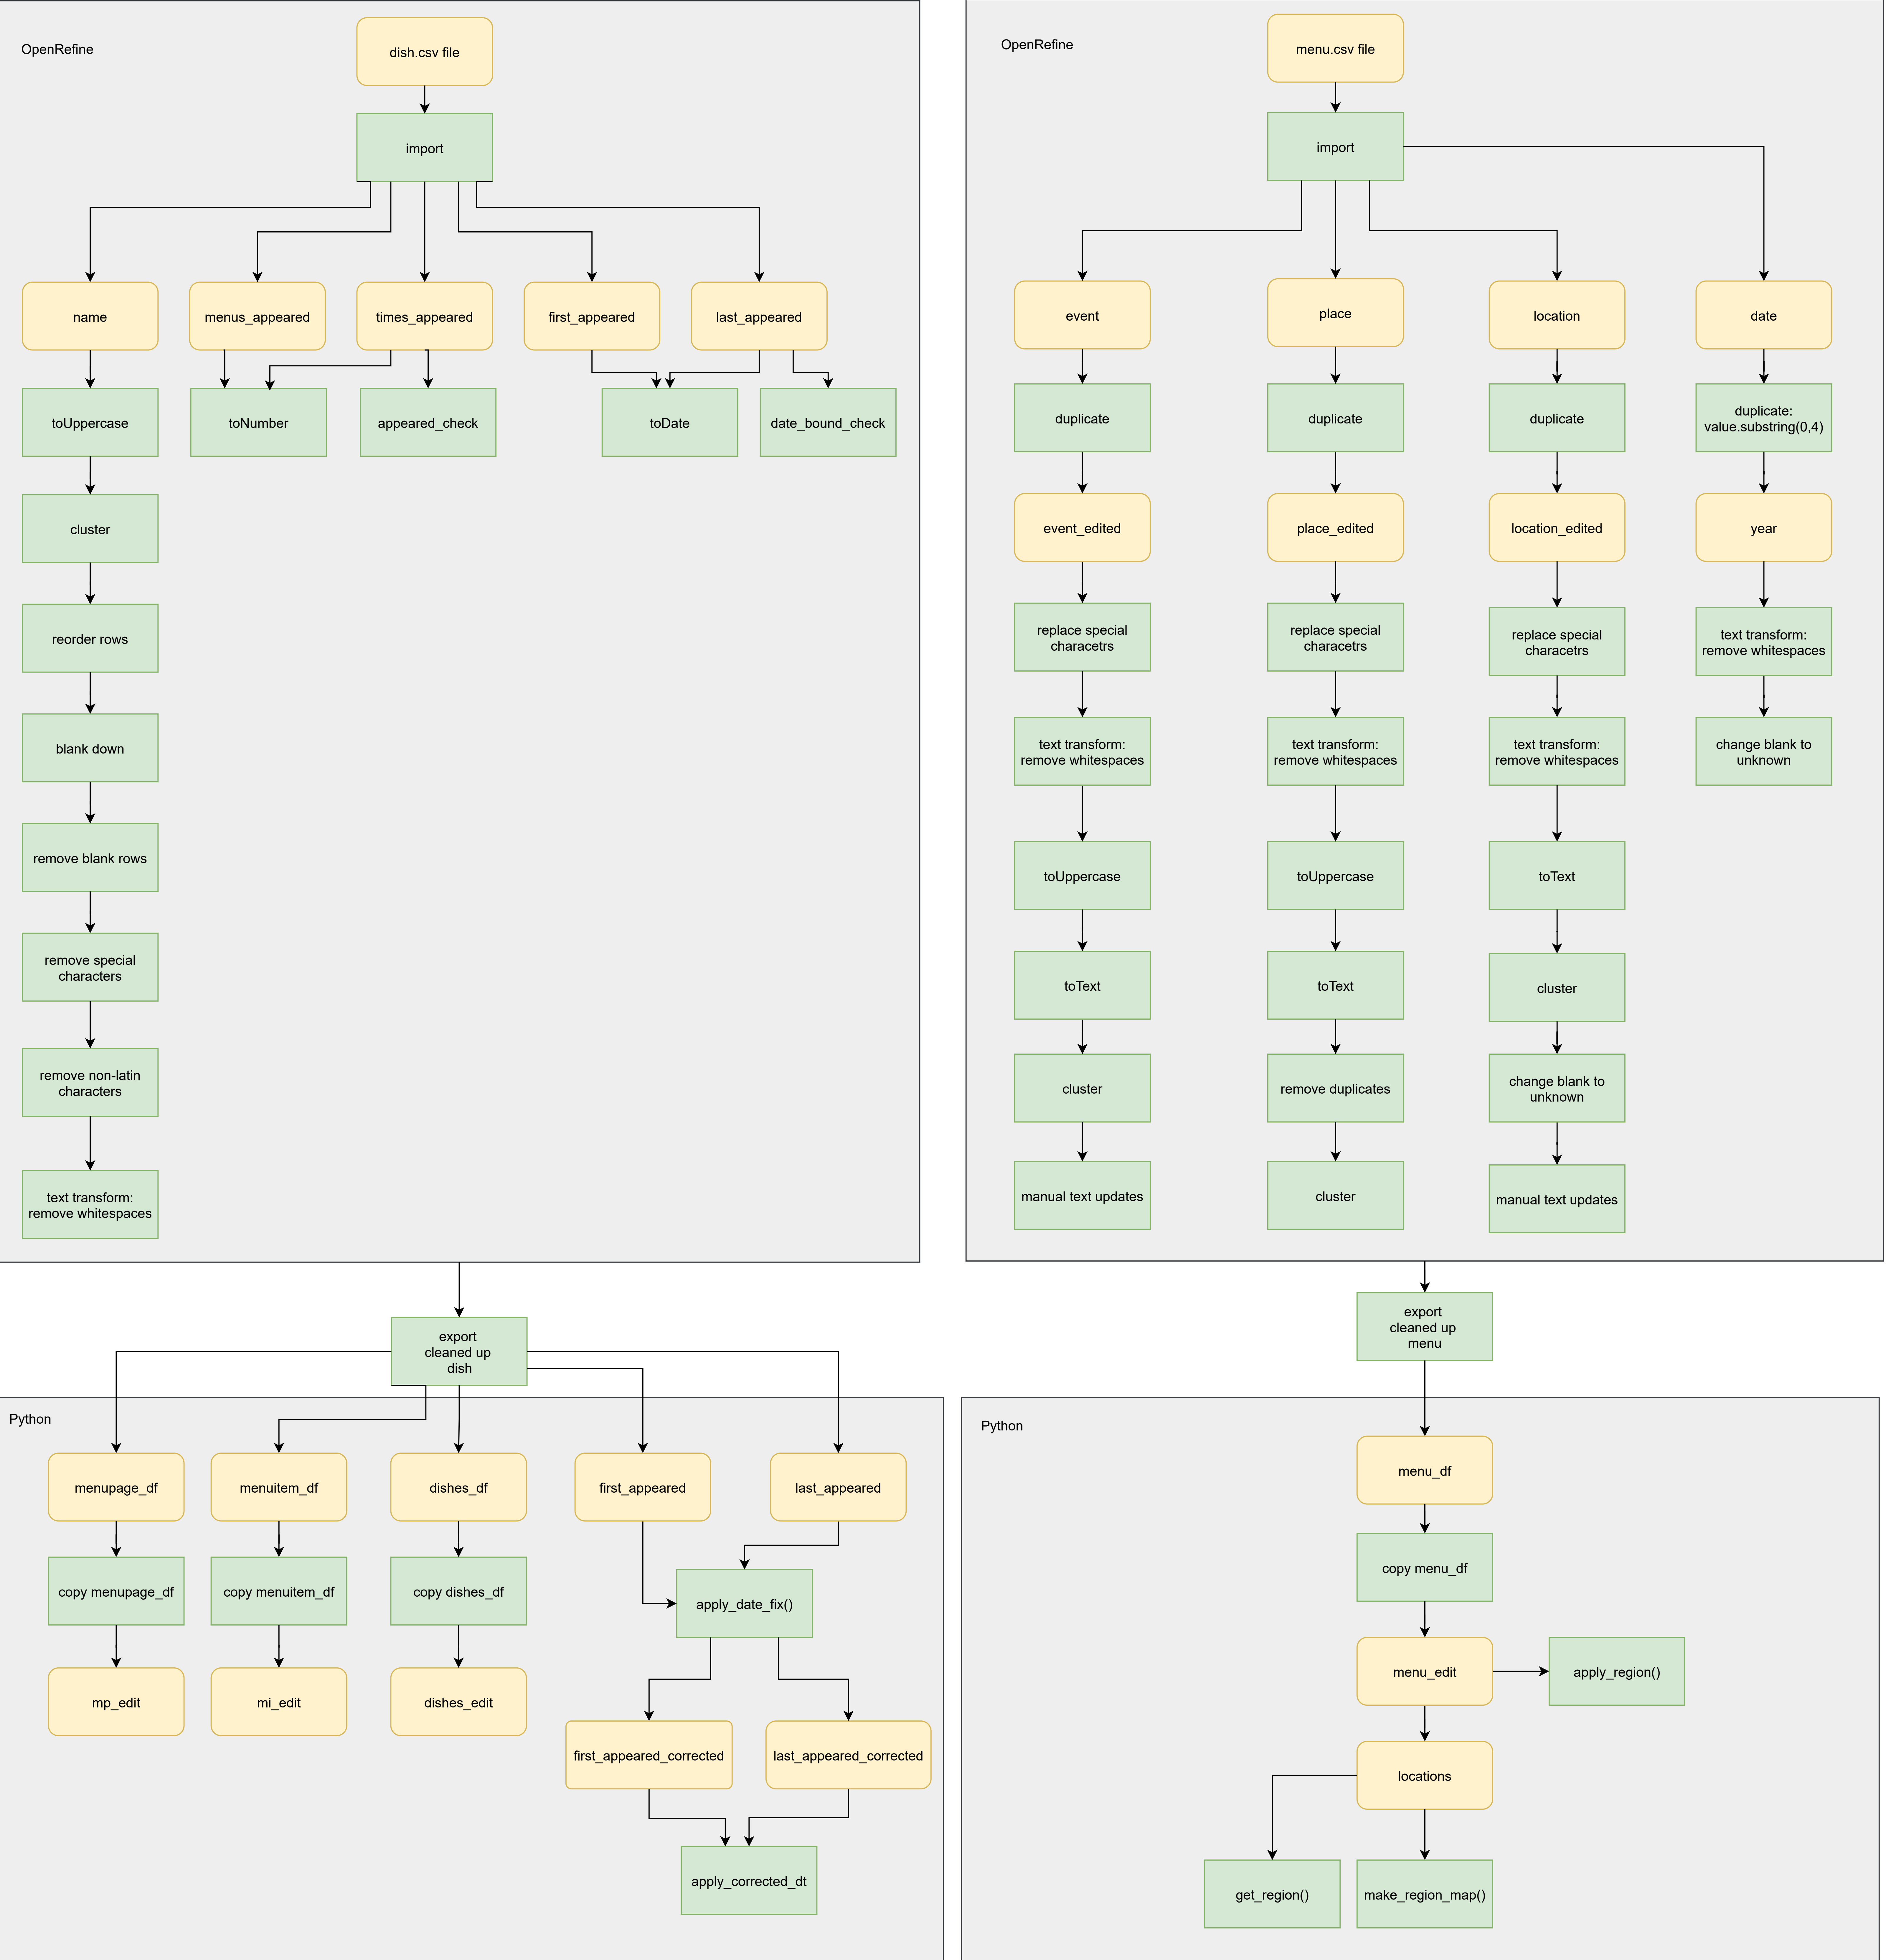 OpenRefine
dish.csv file
import
name
menus_appeared
times_appeared
first_appeared
last_appeared
toUppercase
toNumber
appeared_check
toDate
date_bound_check
cluster
reorder rows
blank down
remove blank rows
remove special
characters
remove non-latin
characters
text transform:
remove whitespaces
export
cleaned up
dish
Python
menupage_df
menuitem_df
dishes_df
first_appeared
last_appeared
copy menupage_df
copy menuitem_df
copy dishes_df
apply_date_fix()
mp_edit
mi_edit
dishes_edit
first_appeared_corrected
last_appeared_corrected
apply_corrected_dt
OpenRefine
menu.csv file
import
event
place
location
date
duplicate
duplicate
duplicate
duplicate:
value.substring(0,4)
event_edited
place_edited
location_edited
year
replace special
characetrs
replace special
characetrs
replace special
characetrs
text transform:
remove whitespaces
text transform:
remove whitespaces
text transform:
remove whitespaces
text transform:
remove whitespaces
change blank to
unknown
toUppercase
toUppercase
toText
toText
toText
cluster
cluster
remove duplicates
change blank to
unknown
manual text updates
cluster
manual text updates
export
cleaned up
menu
Python
menu_df
copy menu_df
menu_edit
apply_region()
locations
get_region()
make_region_map()